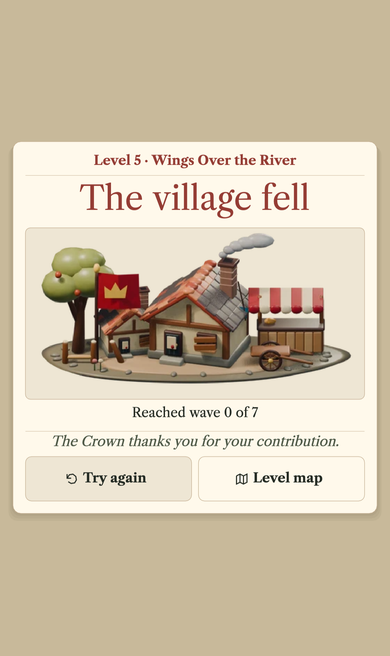 Level 5 · Wings Over the River
The village fell
Reached wave 0 of 7
The Crown thanks you for your contribution.
Try again
Level map